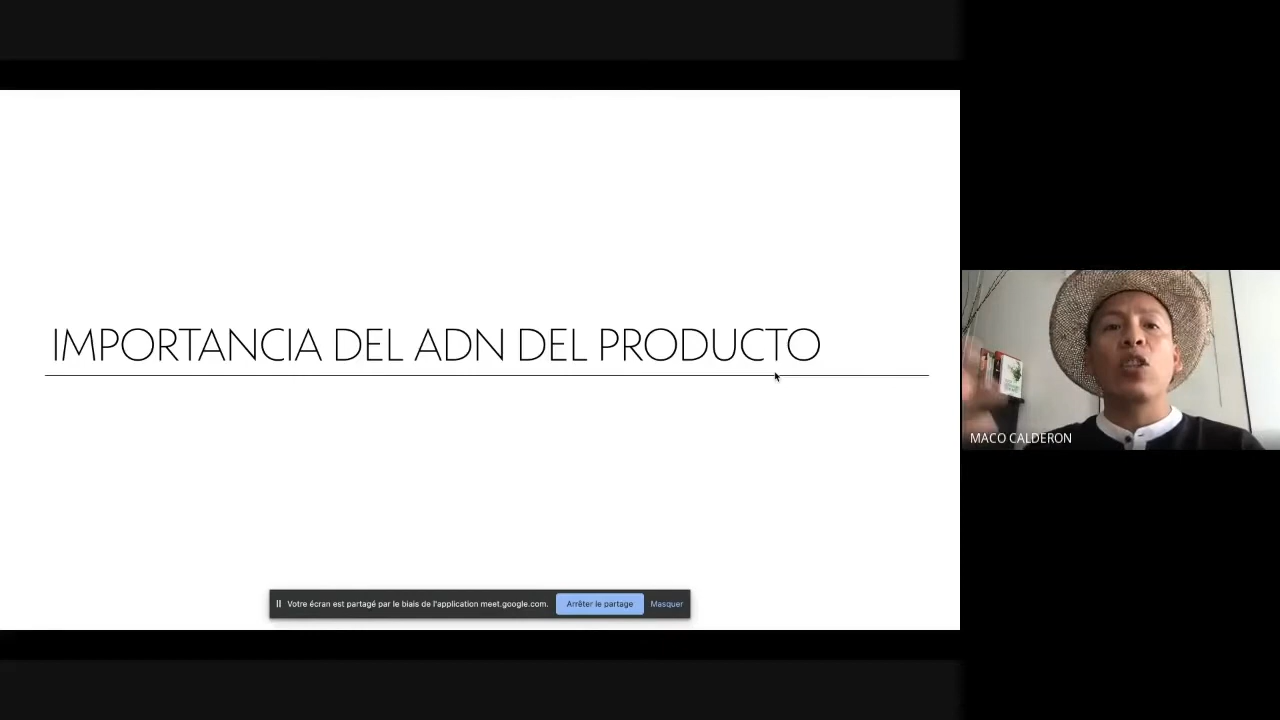 IMPORTANCIA DEL ADN DEL PRODUCTO
MACO CALDERON
Votre écran est partagé par le biais de l'application meet.google.com. Arrêter le partage Masquer